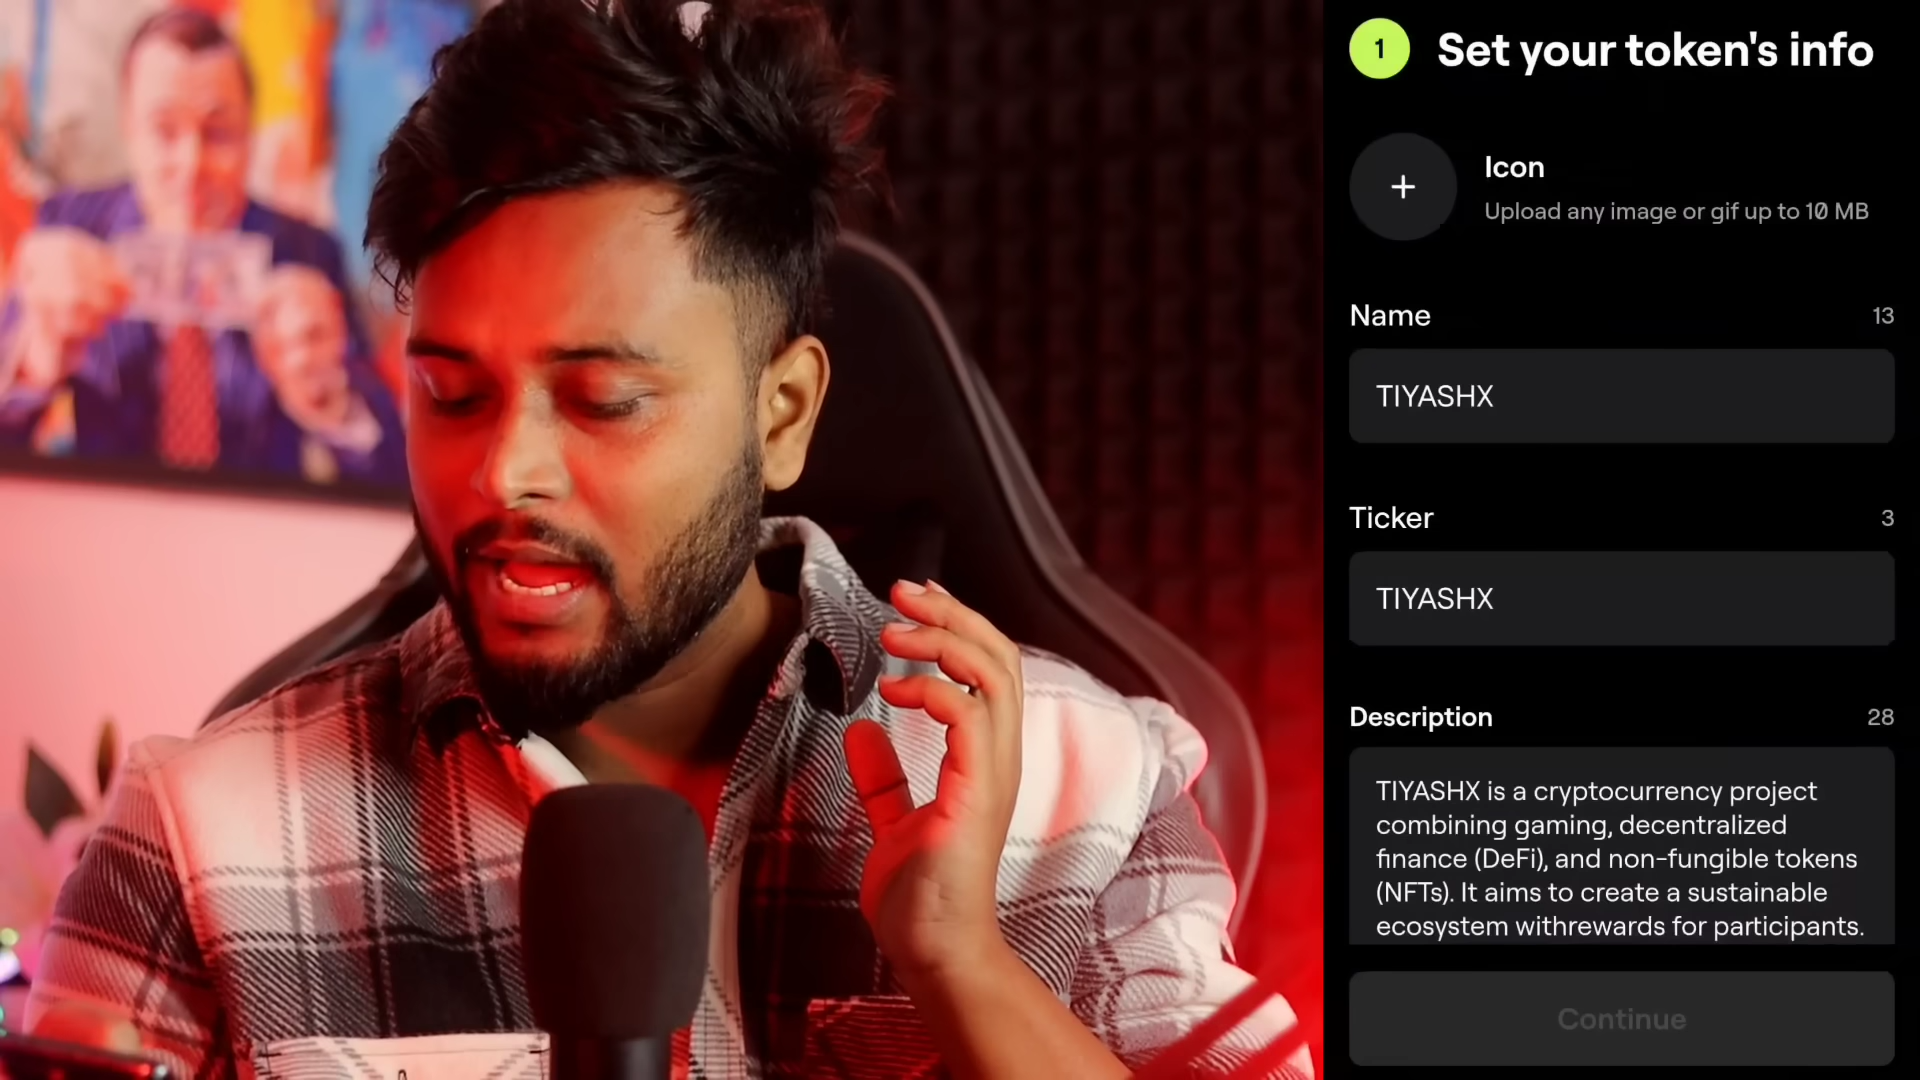 1 Set your token's info
Icon
Upload any image or gif up to 10 MB
Name 13
TIYASHX
Ticker 3
TIYASHX
Description 28
TIYASHX is a cryptocurrency project
combining gaming, decentralized
finance (DeFi), and non-fungible tokens
(NFTs). It aims to create a sustainable
ecosystem withrewards for participants.
Continue